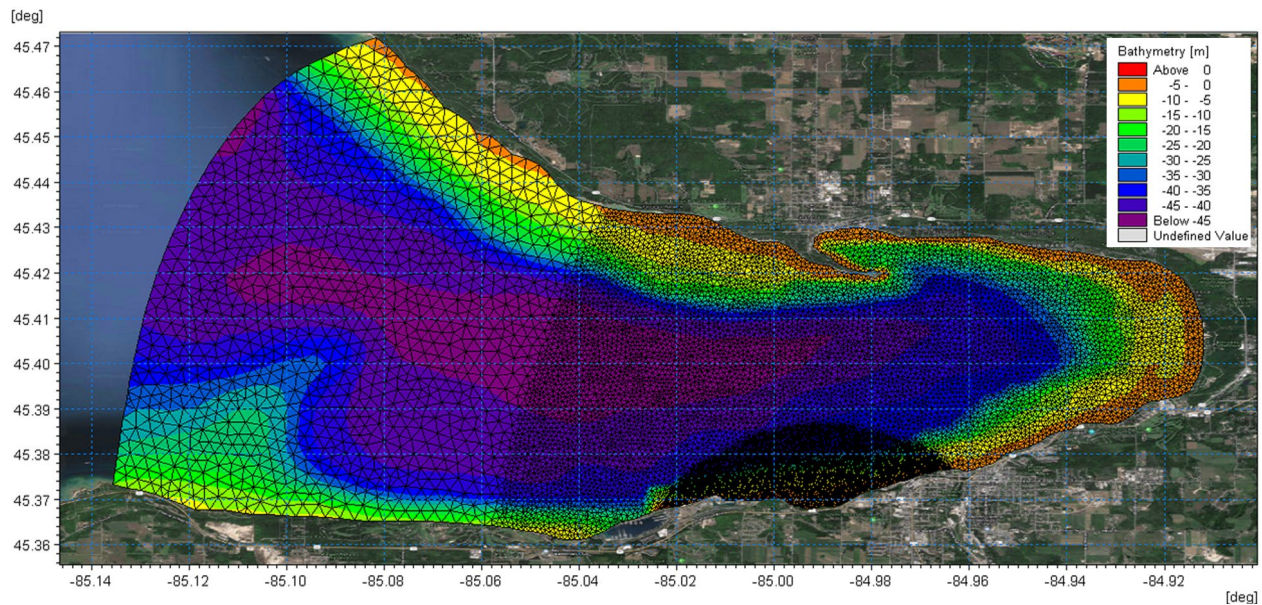 [deg]
45.47
45.46
45.45
45.44
45.43
45.42
45.41
45.40
45.39
45.38
45.37
45.36
Bathymetry [m]
Above 0
-5 - 0
-10 - -5
-15 - -10
-20 - -15
-25 - -20
-30 - -25
-35 - -30
-40 - -35
-45 - -40
Below -45
Undefined Value
-85.14 -85.12 -85.10 -85.08 -85.06 -85.04 -85.02 -85.00 -84.98 -84.96 -84.94 -84.92
[deg]